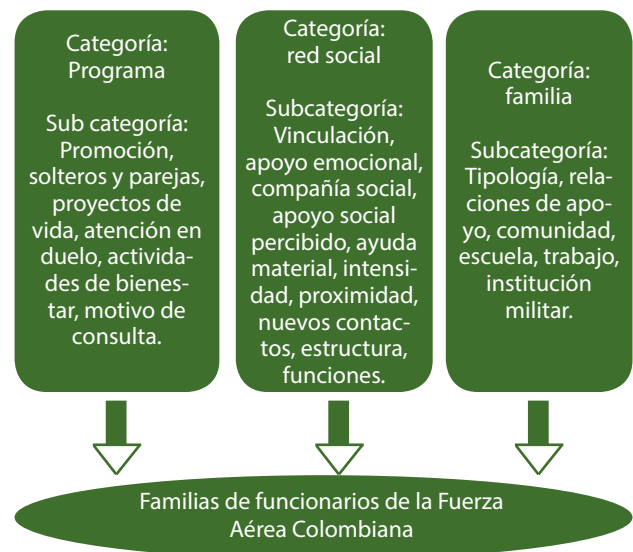 Categoría:
Programa
Sub categoría:
Promoción,
solteros y parejas,
proyectos de
vida, atención en
duelo, activida-
des de bienes-
tar, motivo de
consulta.
Categoría:
red social
Subcategoría:
Vinculación,
apoyo emocional,
compañía social,
apoyo social
percibido, ayuda
material, intensi-
dad, proximidad,
nuevos contac-
tos, estructura,
funciones.
Categoría:
familia
Subcategoría:
Tipología, rela-
ciones de apo-
yo, comunidad,
escuela, trabajo,
institución
militar.
Familias de funcionarios de la Fuerza
Aérea Colombiana